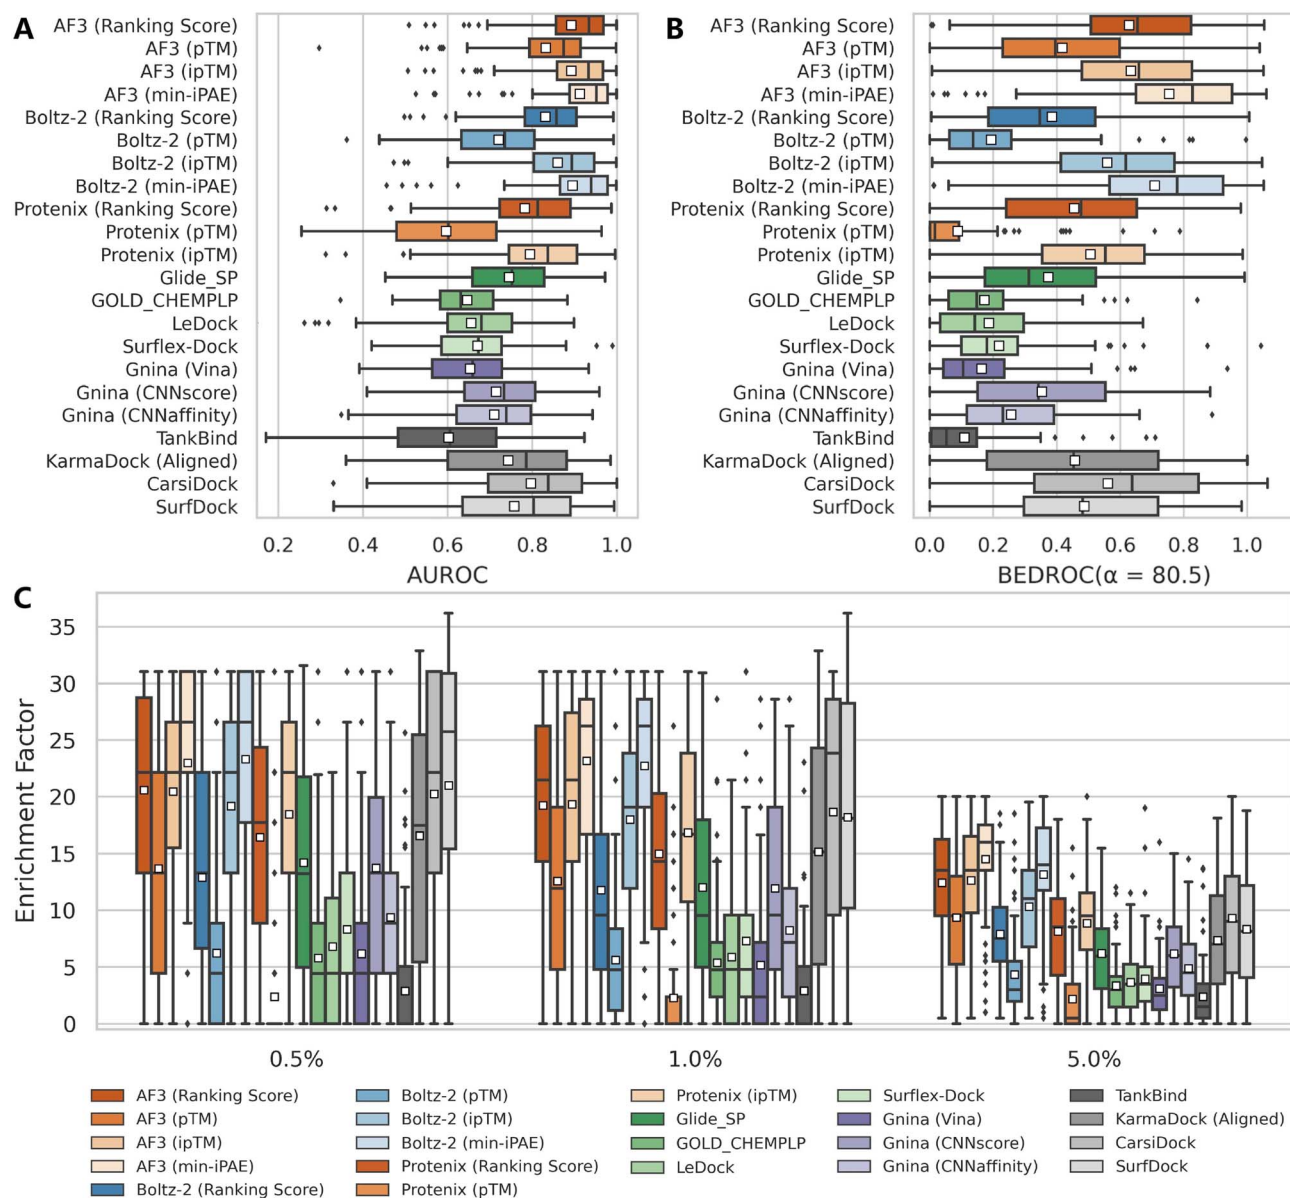 A
AF3 (Ranking Score)
AF3 (pTM)
AF3 (ipTM)
AF3 (min-iPAE)
Boltz-2 (Ranking Score)
Boltz-2 (pTM)
Boltz-2 (ipTM)
Boltz-2 (min-iPAE)
Protenix (Ranking Score)
Protenix (pTM)
Protenix (ipTM)
Glide_SP
GOLD_CHEMPLP
LeDock
Surflex-Dock
Gnina (Vina)
Gnina (CNNscore)
Gnina (CNNaffinity)
TankBind
KarmaDock (Aligned)
CarsiDock
SurfDock
0.2 0.4 0.6 0.8 1.0
AUROC
B
AF3 (Ranking Score)
AF3 (pTM)
AF3 (ipTM)
AF3 (min-iPAE)
Boltz-2 (Ranking Score)
Boltz-2 (pTM)
Boltz-2 (ipTM)
Boltz-2 (min-iPAE)
Protenix (Ranking Score)
Protenix (pTM)
Protenix (ipTM)
Glide_SP
GOLD_CHEMPLP
LeDock
Surflex-Dock
Gnina (Vina)
Gnina (CNNscore)
Gnina (CNNaffinity)
TankBind
KarmaDock (Aligned)
CarsiDock
SurfDock
0.0 0.2 0.4 0.6 0.8 1.0
BEDROC(α = 80.5)
C
Enrichment Factor
35
30
25
20
15
10
5
0
0.5% 1.0% 5.0%
AF3 (Ranking Score)
AF3 (pTM)
AF3 (ipTM)
AF3 (min-iPAE)
Boltz-2 (Ranking Score)
Boltz-2 (pTM)
Boltz-2 (ipTM)
Boltz-2 (min-iPAE)
Protenix (Ranking Score)
Protenix (pTM)
Protenix (ipTM)
Glide_SP
GOLD_CHEMPLP
LeDock
Surflex-Dock
Gnina (Vina)
Gnina (CNNscore)
Gnina (CNNaffinity)
TankBind
KarmaDock (Aligned)
CarsiDock
SurfDock